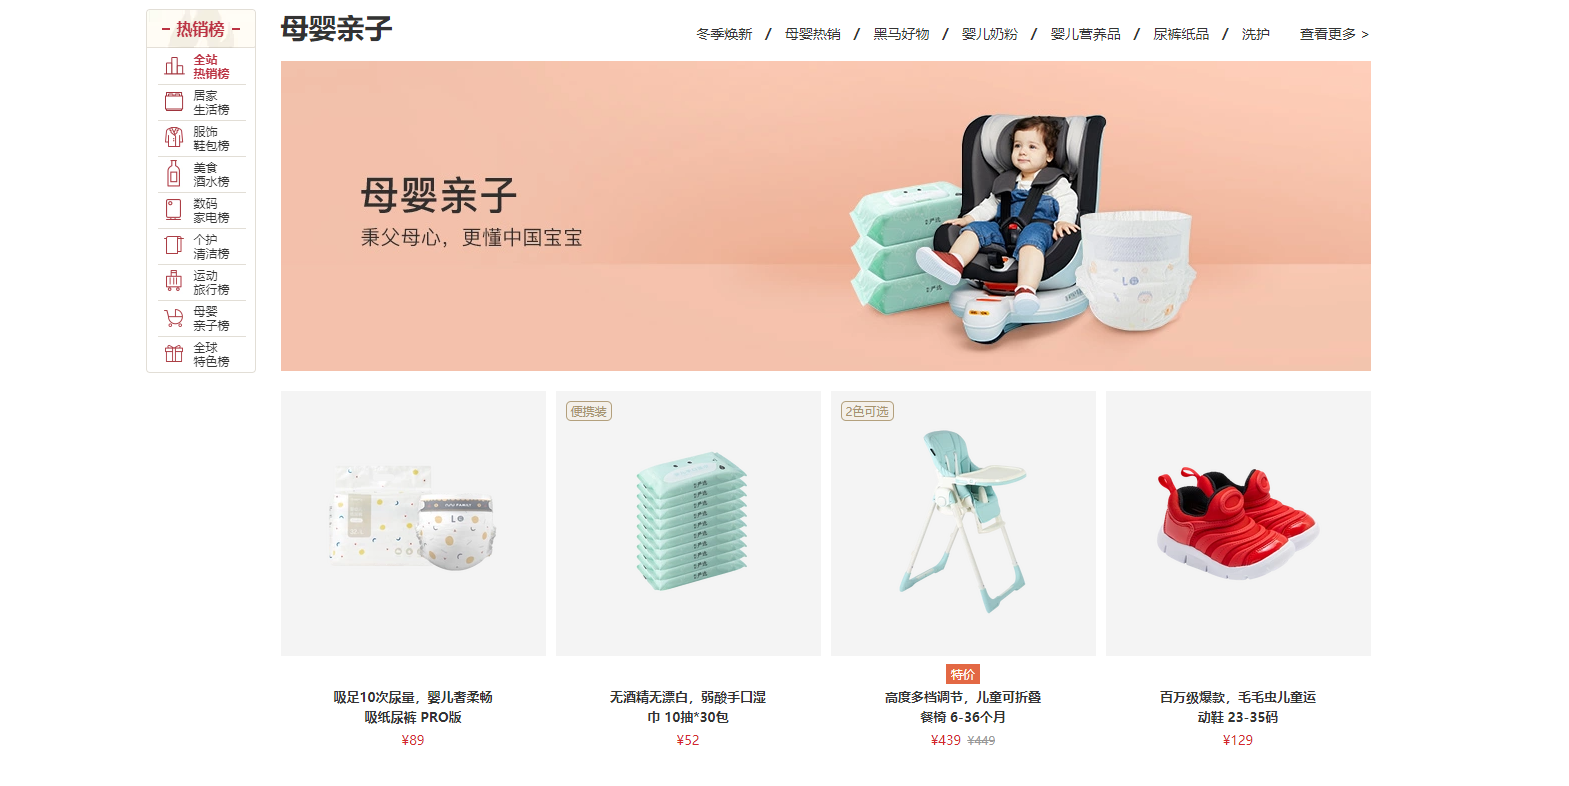 热销榜
全站
热销榜
居家
生活榜
服饰
鞋包榜
美食
酒水榜
数码
家电榜
个护
清洁榜
运动
旅行榜
母婴
亲子榜
全球
特色榜
母婴亲子
冬季焕新 / 母婴热销 / 黑马好物 / 婴儿奶粉 / 婴儿营养品 / 尿裤纸品 / 洗护 查看更多 >
母婴亲子
秉父母心，更懂中国宝宝
便携装
2色可选
吸足10次尿量，婴儿奢柔畅
吸纸尿裤 PRO版
¥89
无酒精无漂白，弱酸手口湿
巾 10抽*30包
¥52
特价
高度多档调节，儿童可折叠
餐椅 6-36个月
¥439 ¥449
百万级爆款，毛毛虫儿童运
动鞋 23-35码
¥129